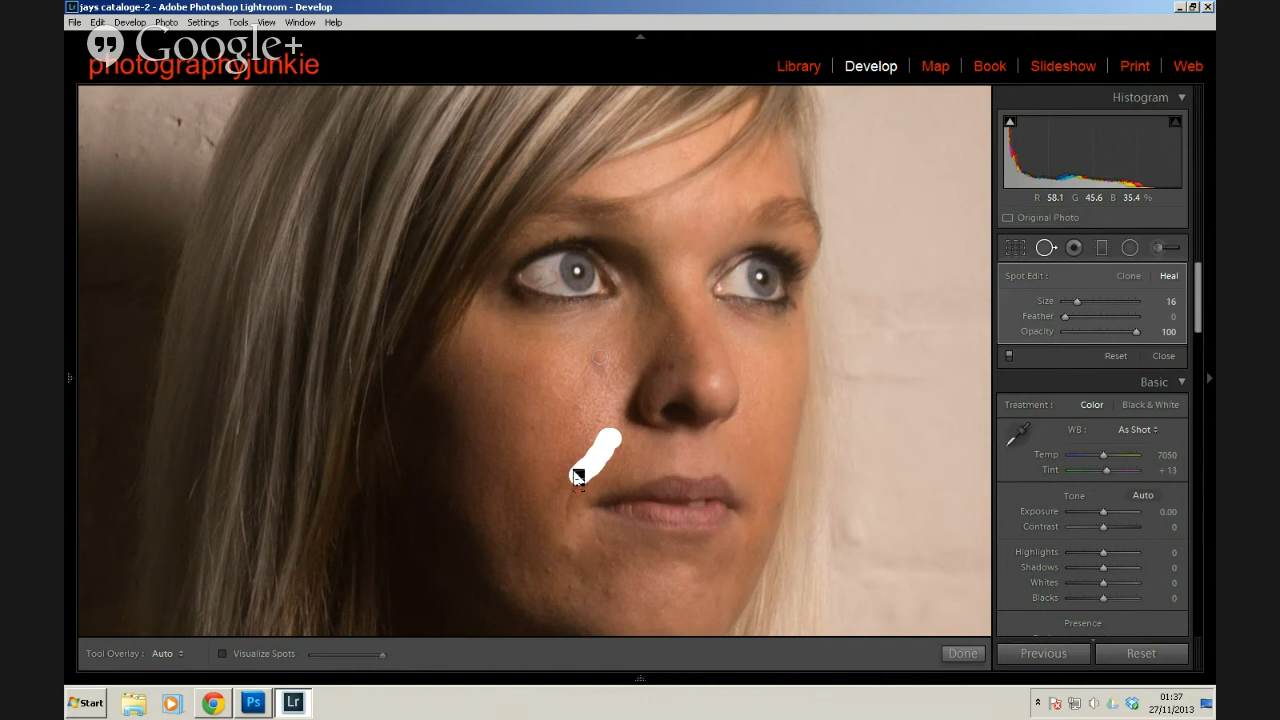 jays cataloge-2 - Adobe Photoshop Lightroom - Develop
File Edit Develop Photo Settings Tools View Window Help
Google+
photographyjunkie
Library Develop Map Book Slideshow Print Web
Histogram
R 58.1 G 45.6 B 35.4 %
Original Photo
Spot Edit : Clone Heal
Size 16
Feather 0
Opacity 100
Reset Close
Basic
Treatment : Color Black & White
WB : As Shot
Temp 7050
Tint + 13
Tone Auto
Exposure 0.00
Contrast 0
Highlights 0
Shadows 0
Whites 0
Blacks 0
Presence
Tool Overlay : Auto Visualize Spots Done
Previous Reset
Start Ps Lr
01:37
27/11/2013